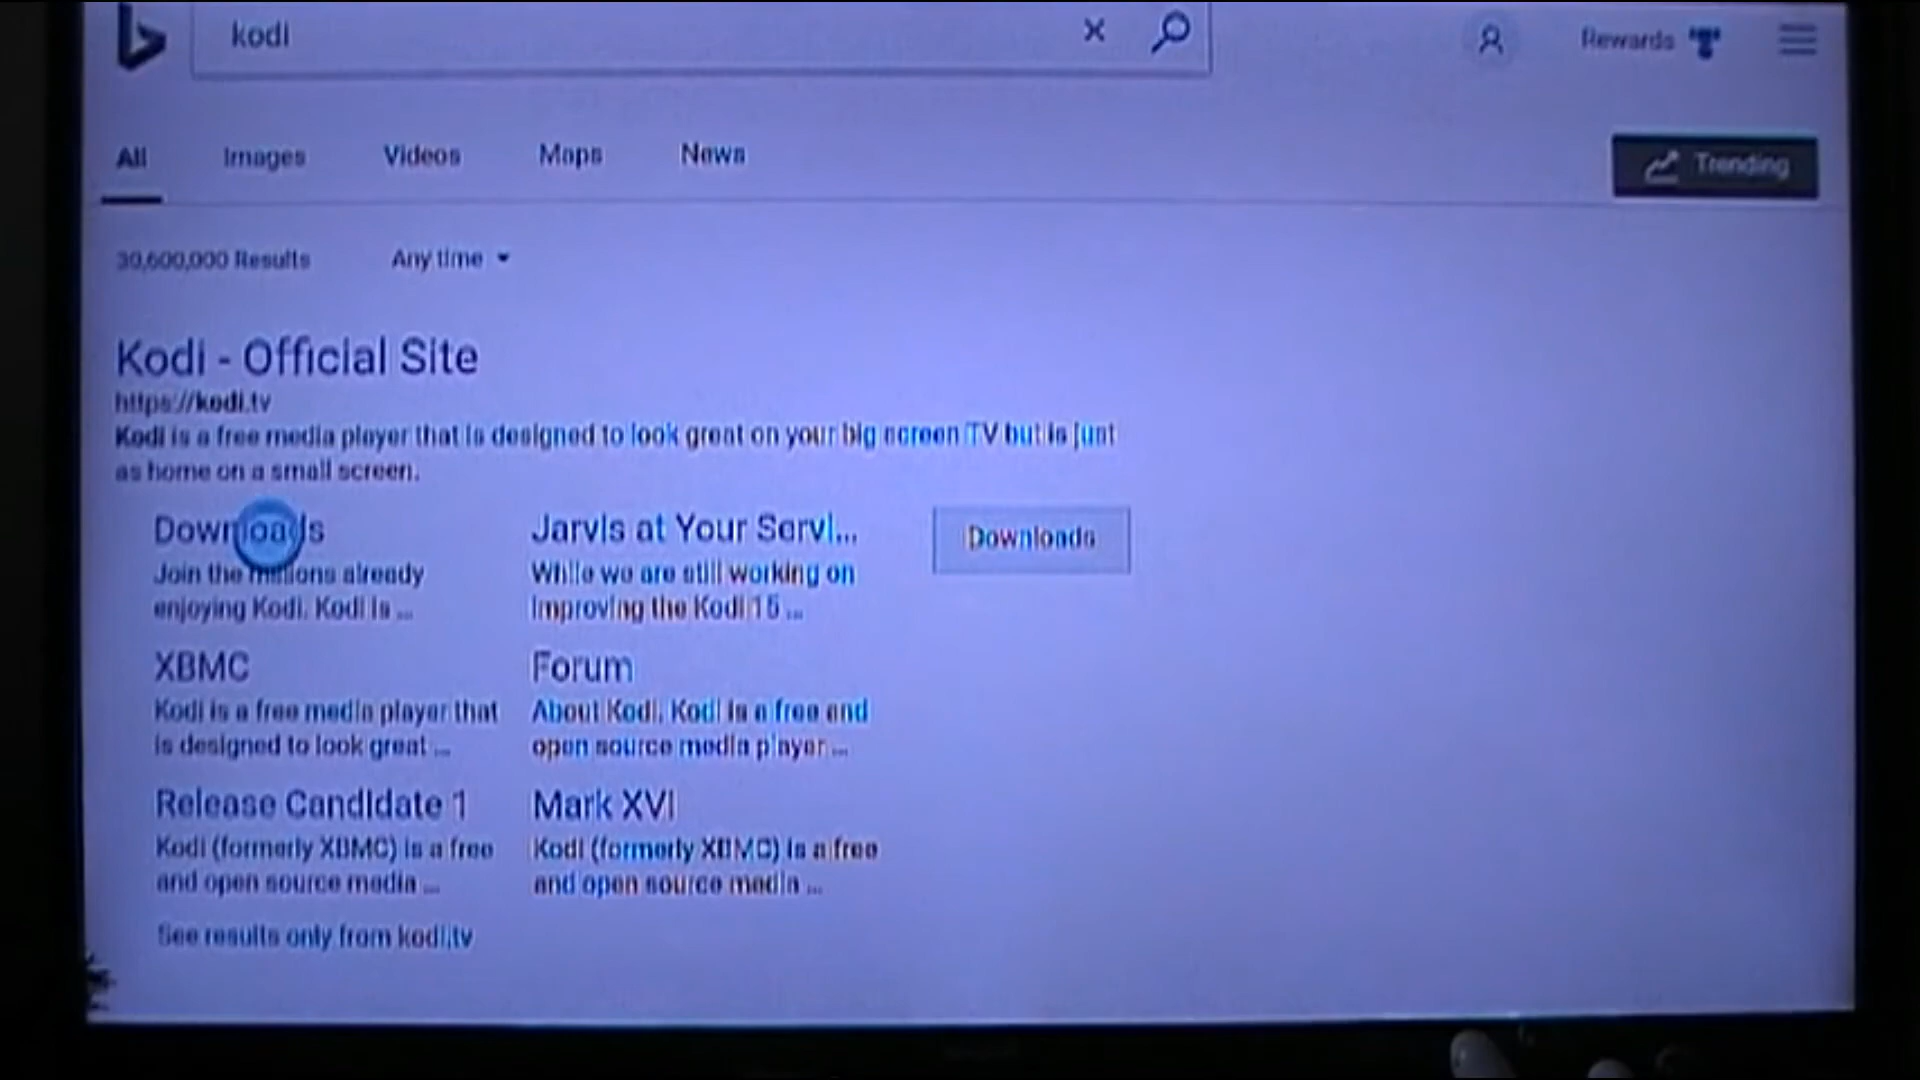 kodi
Rewards
All Images Videos Maps News
Trending
30,600,000 Results Any time
Kodi - Official Site
https://kodi.tv
Kodi is a free media player that is designed to look great on your big screen TV but is just
as home on a small screen.
Downloads
Join the millions already
enjoying Kodi. Kodi is ...
Jarvis at Your Servi...
While we are still working on
improving the Kodi 15 ...
Downloads
XBMC
Kodi is a free media player that
is designed to look great ...
Forum
About Kodi. Kodi is a free and
open source media player ...
Release Candidate 1
Kodi (formerly XBMC) is a free
and open source media ...
Mark XVI
Kodi (formerly XBMC) is a free
and open source media ...
See results only from kodi.tv